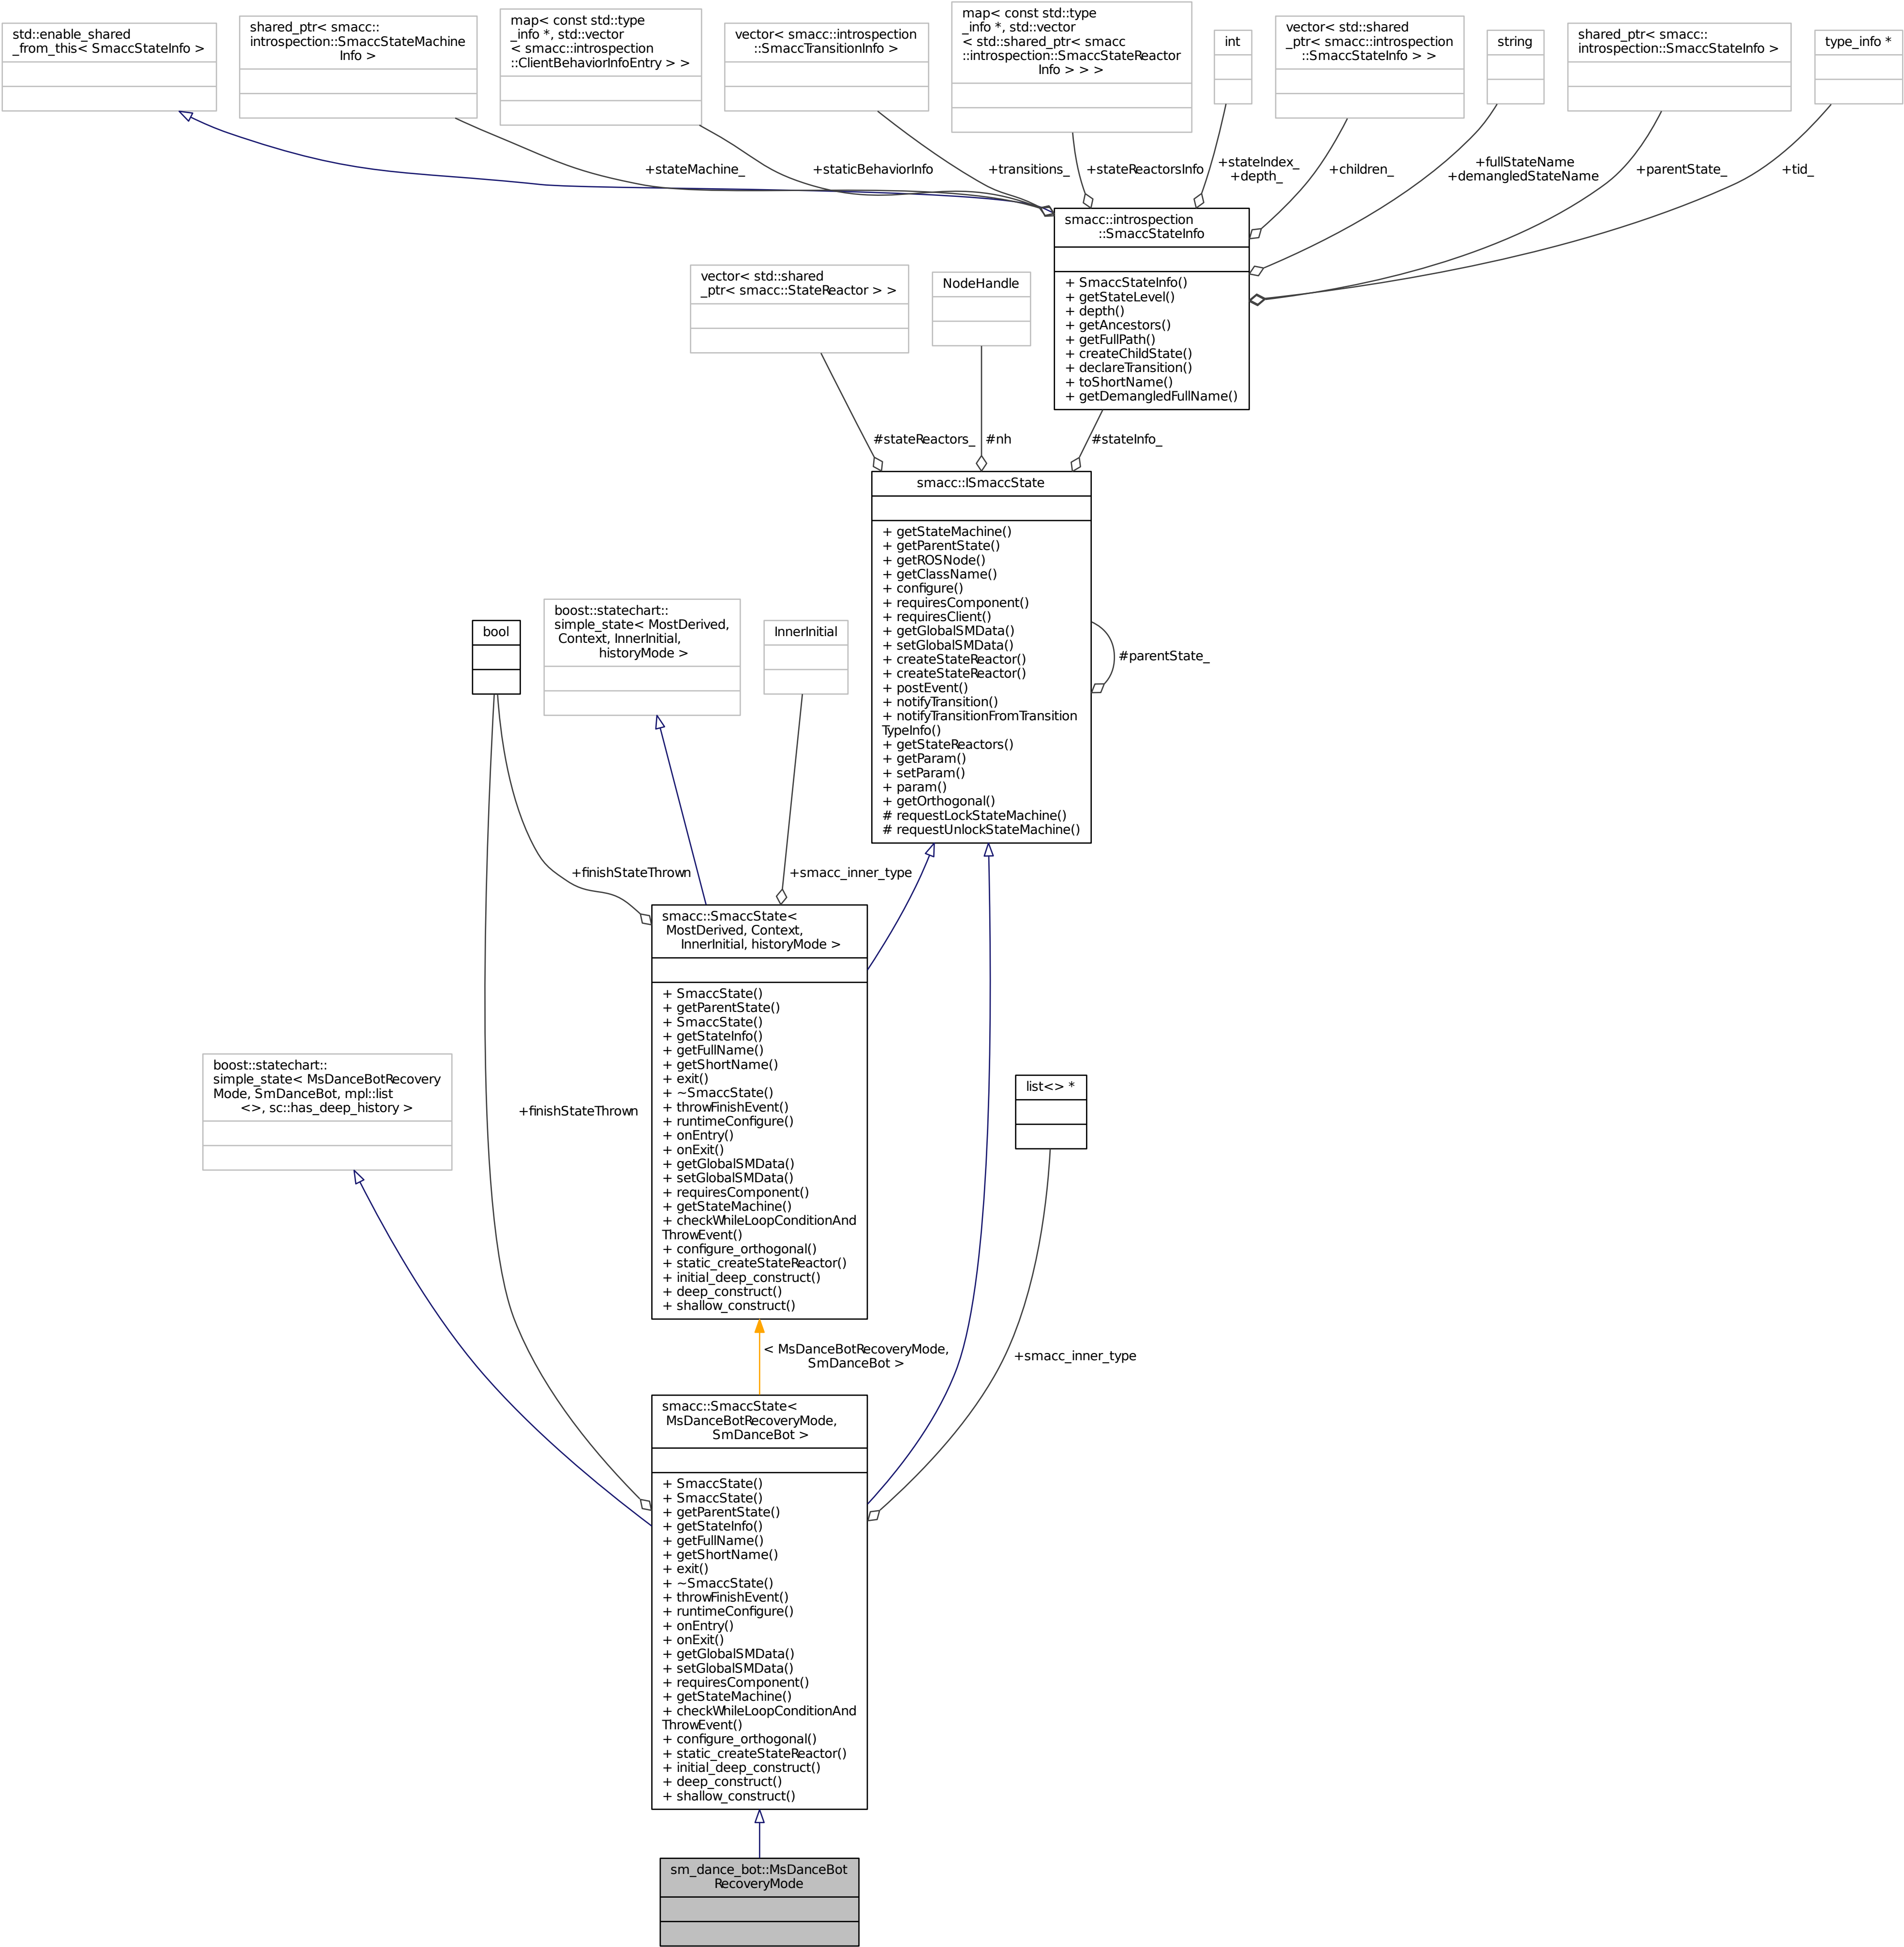 std::enable_shared
_from_this< SmaccStateInfo >
shared_ptr< smacc::
introspection::SmaccStateMachine
Info >
map< const std::type
_info *, std::vector
< smacc::introspection
::ClientBehaviorInfoEntry > >
vector< smacc::introspection
::SmaccTransitionInfo >
map< const std::type
_info *, std::vector
< std::shared_ptr< smacc
::introspection::SmaccStateReactor
Info > > >
int
vector< std::shared
_ptr< smacc::introspection
::SmaccStateInfo > >
string
shared_ptr< smacc::
introspection::SmaccStateInfo >
type_info *
+stateMachine_
+staticBehaviorInfo
+transitions_
+stateReactorsInfo
+stateIndex_
+depth_
+children_
+fullStateName
+demangledStateName
+parentState_
+tid_
smacc::introspection
::SmaccStateInfo
+ SmaccStateInfo()
+ getStateLevel()
+ depth()
+ getAncestors()
+ getFullPath()
+ createChildState()
+ declareTransition()
+ toShortName()
+ getDemangledFullName()
vector< std::shared
_ptr< smacc::StateReactor > >
NodeHandle
#stateReactors_
#nh
#stateInfo_
smacc::ISmaccState
+ getStateMachine()
+ getParentState()
+ getROSNode()
+ getClassName()
+ configure()
+ requiresComponent()
+ requiresClient()
+ getGlobalSMData()
+ setGlobalSMData()
+ createStateReactor()
+ createStateReactor()
+ postEvent()
+ notifyTransition()
+ notifyTransitionFromTransition
TypeInfo()
+ getStateReactors()
+ getParam()
+ setParam()
+ param()
+ getOrthogonal()
# requestLockStateMachine()
# requestUnlockStateMachine()
#parentState_
bool
boost::statechart::
simple_state< MostDerived,
Context, InnerInitial,
historyMode >
InnerInitial
+finishStateThrown
+smacc_inner_type
smacc::SmaccState<
MostDerived, Context,
InnerInitial, historyMode >
+ SmaccState()
+ getParentState()
+ SmaccState()
+ getStateInfo()
+ getFullName()
+ getShortName()
+ exit()
+ ~SmaccState()
+ throwFinishEvent()
+ runtimeConfigure()
+ onEntry()
+ onExit()
+ getGlobalSMData()
+ setGlobalSMData()
+ requiresComponent()
+ getStateMachine()
+ checkWhileLoopConditionAnd
ThrowEvent()
+ configure_orthogonal()
+ static_createStateReactor()
+ initial_deep_construct()
+ deep_construct()
+ shallow_construct()
boost::statechart::
simple_state< MsDanceBotRecovery
Mode, SmDanceBot, mpl::list
<>, sc::has_deep_history >
+finishStateThrown
list<> *
< MsDanceBotRecoveryMode,
SmDanceBot >
+smacc_inner_type
smacc::SmaccState<
MsDanceBotRecoveryMode,
SmDanceBot >
+ SmaccState()
+ SmaccState()
+ getParentState()
+ getStateInfo()
+ getFullName()
+ getShortName()
+ exit()
+ ~SmaccState()
+ throwFinishEvent()
+ runtimeConfigure()
+ onEntry()
+ onExit()
+ getGlobalSMData()
+ setGlobalSMData()
+ requiresComponent()
+ getStateMachine()
+ checkWhileLoopConditionAnd
ThrowEvent()
+ configure_orthogonal()
+ static_createStateReactor()
+ initial_deep_construct()
+ deep_construct()
+ shallow_construct()
sm_dance_bot::MsDanceBot
RecoveryMode